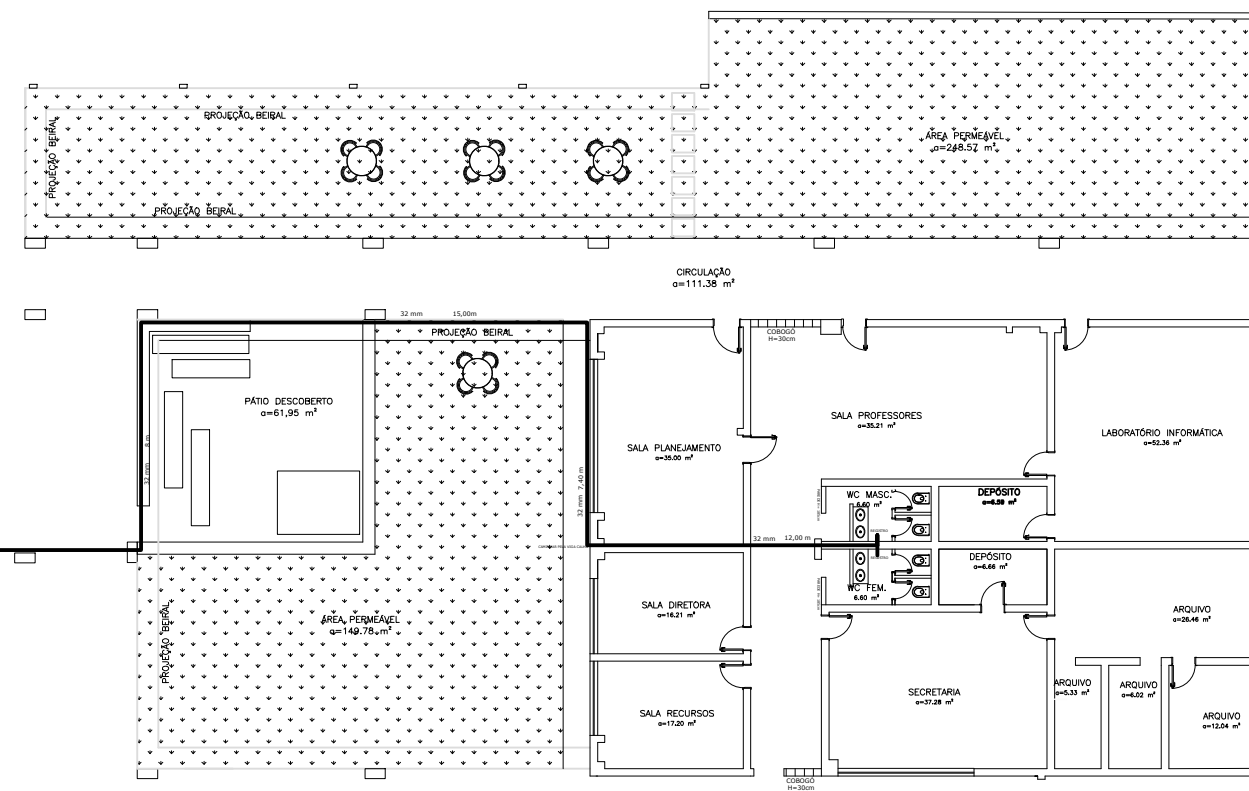 PROJEÇÃO BEIRAL
PROJEÇÃO BEIRAL
PROJEÇÃO BEIRAL
ÁREA PERMEÁVEL
a=248.57 m²
CIRCULAÇÃO
a=111.38 m²
32 mm 15,00m
PROJEÇÃO BEIRAL
COBOGÓ
H=30cm
PÁTIO DESCOBERTO
a=61,95 m²
32 mm 8 m
32 mm 7,40 m
SALA PLANEJAMENTO
a=35.00 m²
SALA PROFESSORES
a=35.21 m²
LABORATÓRIO INFORMÁTICA
a=52.36 m²
WC MASC.
6.60 m²
DEPÓSITO
a=6.59 m²
32 mm 12,00 m
DEPÓSITO
a=6.66 m²
WC FEM.
6.60 m²
SALA DIRETORA
a=16.21 m²
ÁREA PERMEÁVEL
a=149.78 m²
PROJEÇÃO BEIRAL
ARQUIVO
a=26.46 m²
SECRETARIA
a=37.28 m²
ARQUIVO
a=5.33 m²
ARQUIVO
a=6.02 m²
SALA RECURSOS
a=17.20 m²
ARQUIVO
a=12.04 m²
COBOGÓ
H=30cm